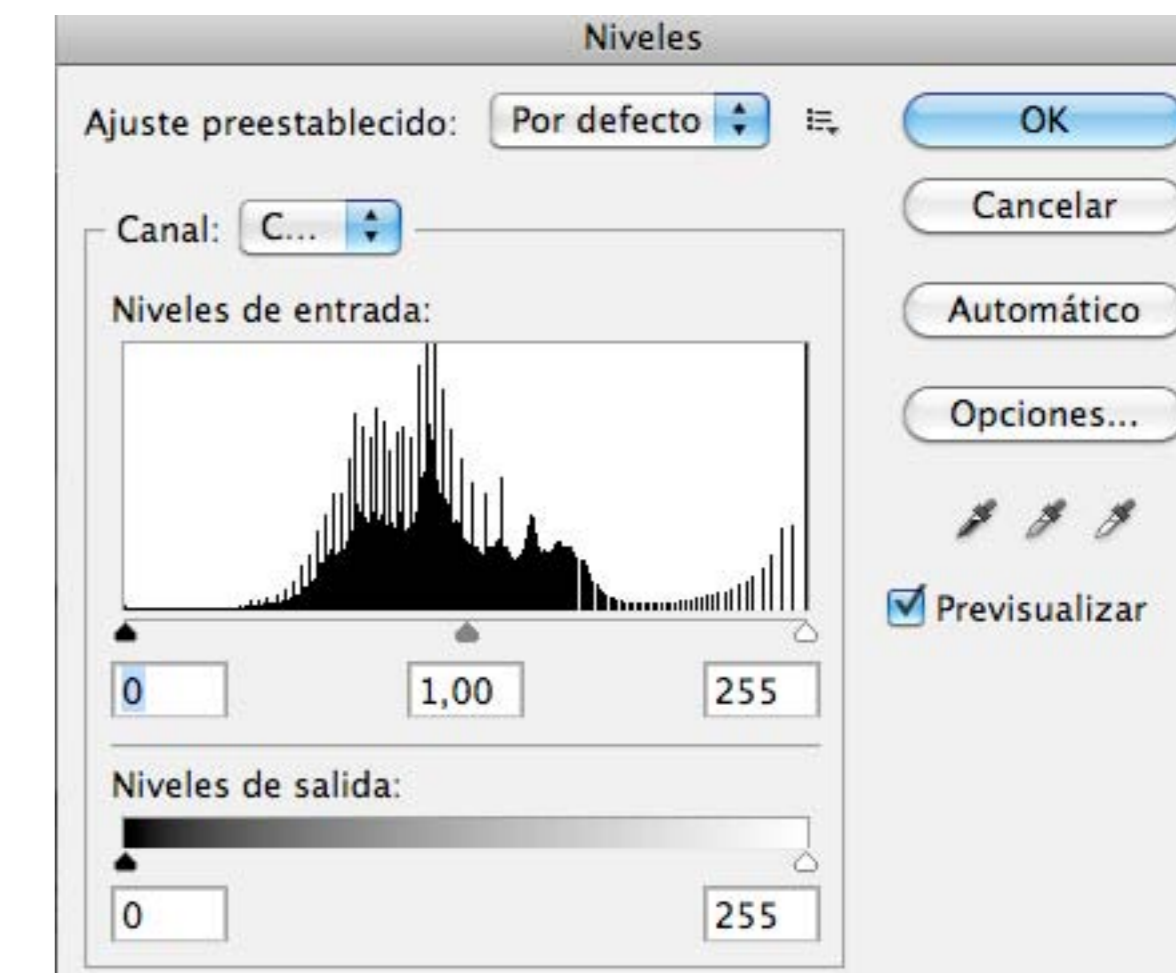 Niveles
Ajuste preestablecido: Por defecto
OK
Canal: C...
Cancelar
Niveles de entrada:
Automático
Opciones...
Previsualizar
0 1,00 255
Niveles de salida:
0 255